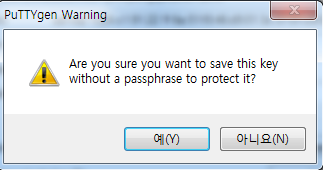 PuTTYgen Warning
Are you sure you want to save this key
without a passphrase to protect it?
예(Y)
아니요(N)